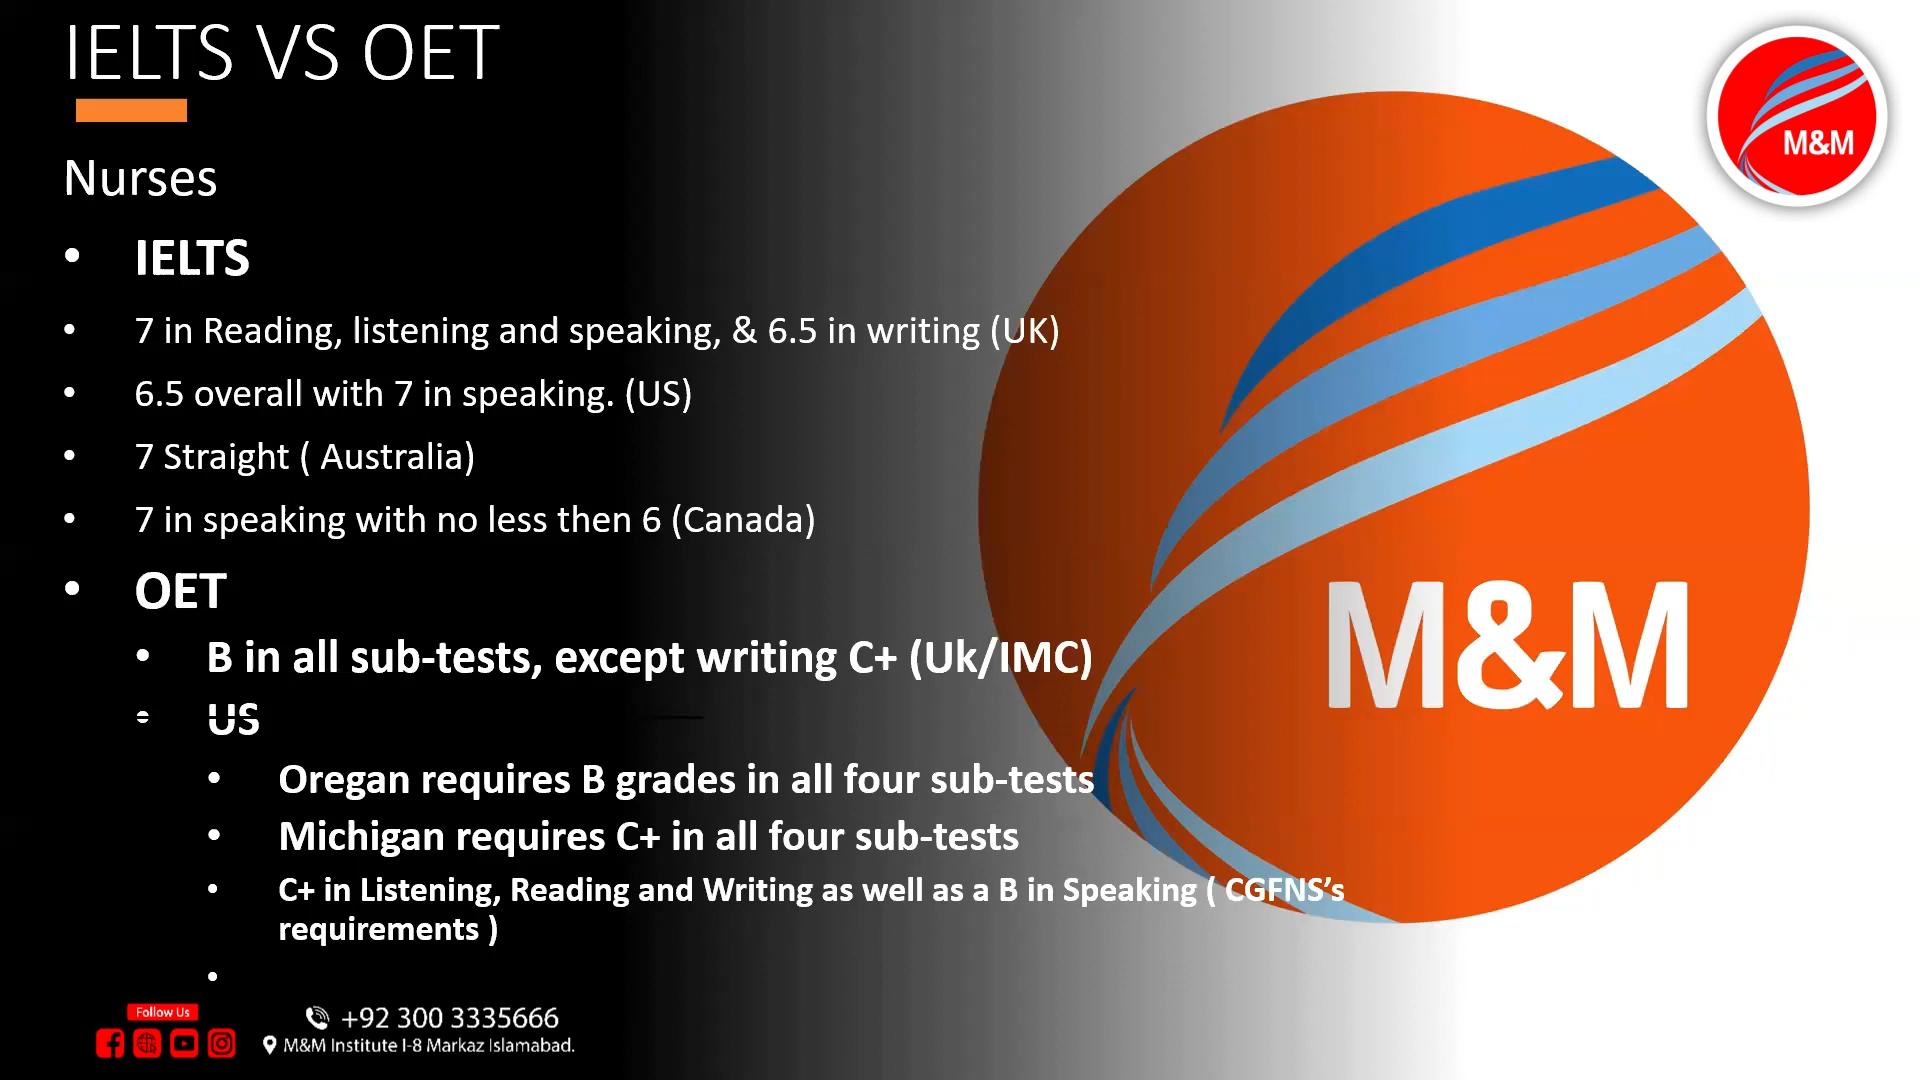 IELTS VS OET
M&M
Nurses
• IELTS
• 7 in Reading, listening and speaking, & 6.5 in writing (UK)
• 6.5 overall with 7 in speaking. (US)
• 7 Straight ( Australia)
• 7 in speaking with no less then 6 (Canada)
• OET
• B in all sub-tests, except writing C+ (Uk/IMC)
• US
• Oregan requires B grades in all four sub-tests
• Michigan requires C+ in all four sub-tests
• C+ in Listening, Reading and Writing as well as a B in Speaking ( CGFNS’s
requirements )
•
M&M
Follow Us
+92 300 3335666
M&M Institute I-8 Markaz Islamabad.